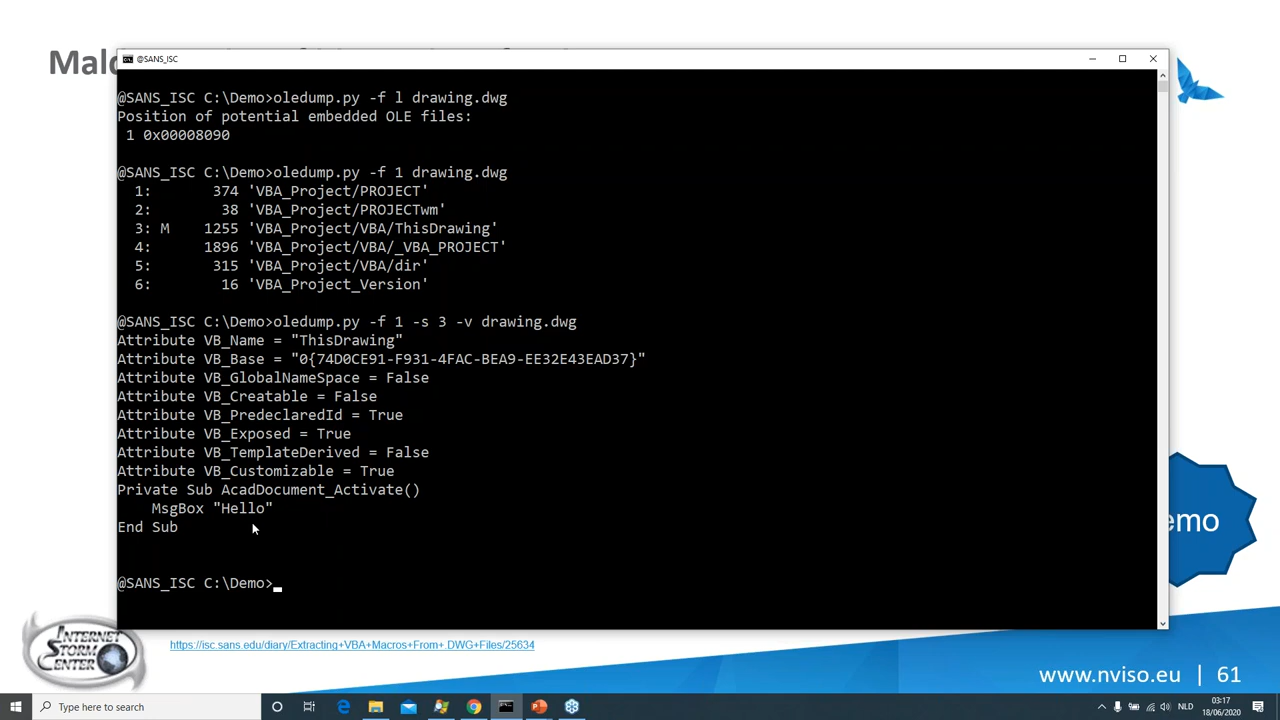 Malc
@SANS_ISC
@SANS_ISC C:\Demo>oledump.py -f l drawing.dwg
Position of potential embedded OLE files:
1 0x00008090
@SANS_ISC C:\Demo>oledump.py -f 1 drawing.dwg
1: 374 'VBA_Project/PROJECT'
2: 38 'VBA_Project/PROJECTwm'
3: M 1255 'VBA_Project/VBA/ThisDrawing'
4: 1896 'VBA_Project/VBA/_VBA_PROJECT'
5: 315 'VBA_Project/VBA/dir'
6: 16 'VBA_Project_Version'
@SANS_ISC C:\Demo>oledump.py -f 1 -s 3 -v drawing.dwg
Attribute VB_Name = "ThisDrawing"
Attribute VB_Base = "0{74D0CE91-F931-4FAC-BEA9-EE32E43EAD37}"
Attribute VB_GlobalNameSpace = False
Attribute VB_Creatable = False
Attribute VB_PredeclaredId = True
Attribute VB_Exposed = True
Attribute VB_TemplateDerived = False
Attribute VB_Customizable = True
Private Sub AcadDocument_Activate()
MsgBox "Hello"
End Sub
@SANS_ISC C:\Demo>
emo
INTERNET
STORM
CENTER
https://isc.sans.edu/diary/Extracting+VBA+Macros+From+.DWG+Files/25634
www.nviso.eu | 61
Type here to search
NLD
03:17
18/06/2020